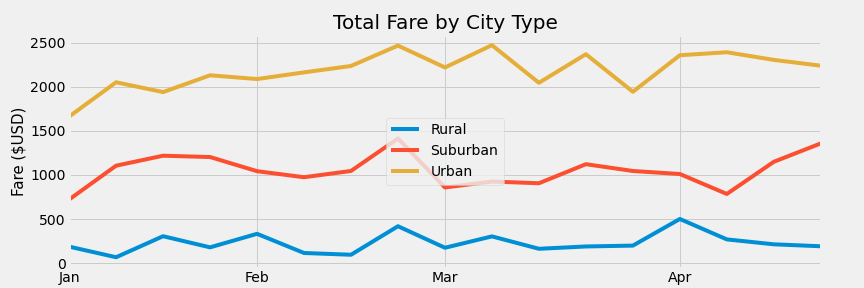 Total Fare by City Type
Fare ($USD)
2500
2000
1500
1000
500
0
Rural
Suburban
Urban
Jan Feb Mar Apr